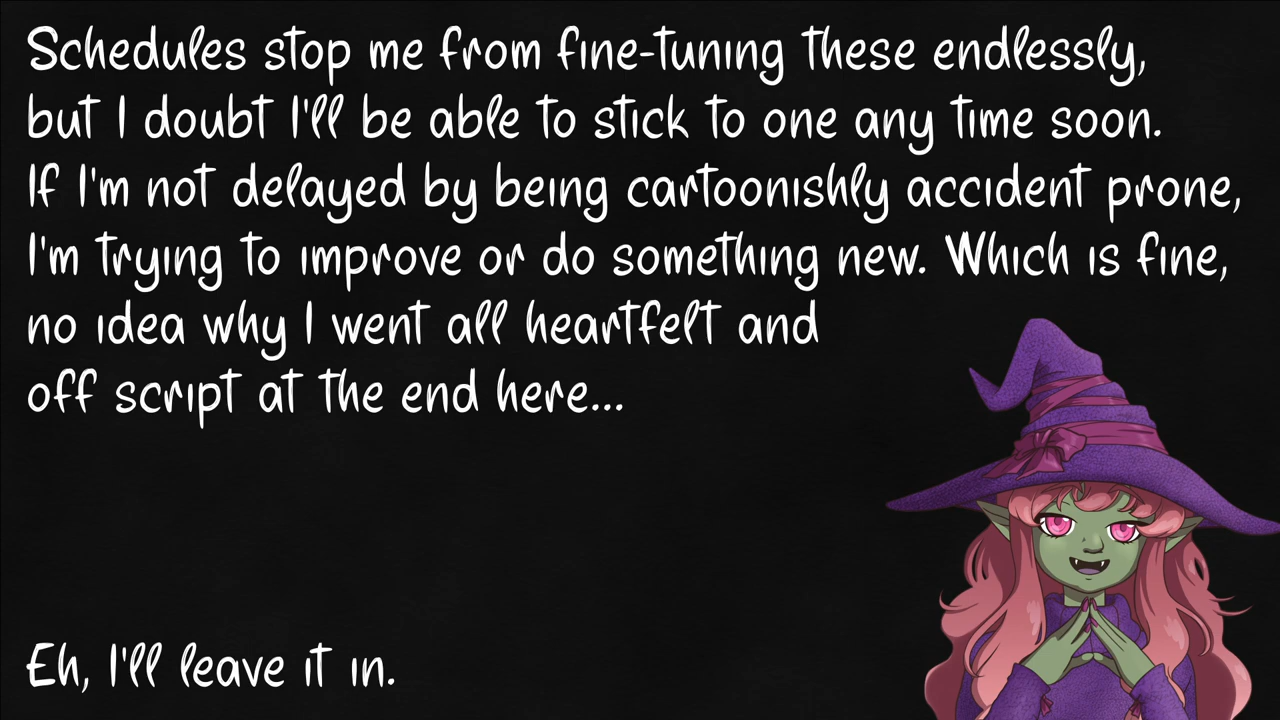 Schedules stop me from fine-tuning these endlessly,
but I doubt I'll be able to stick to one any time soon.
If I'm not delayed by being cartoonishly accident prone,
I'm trying to improve or do something new. Which is fine,
no idea why I went all heartfelt and
off script at the end here...
Eh, I'll leave it in.